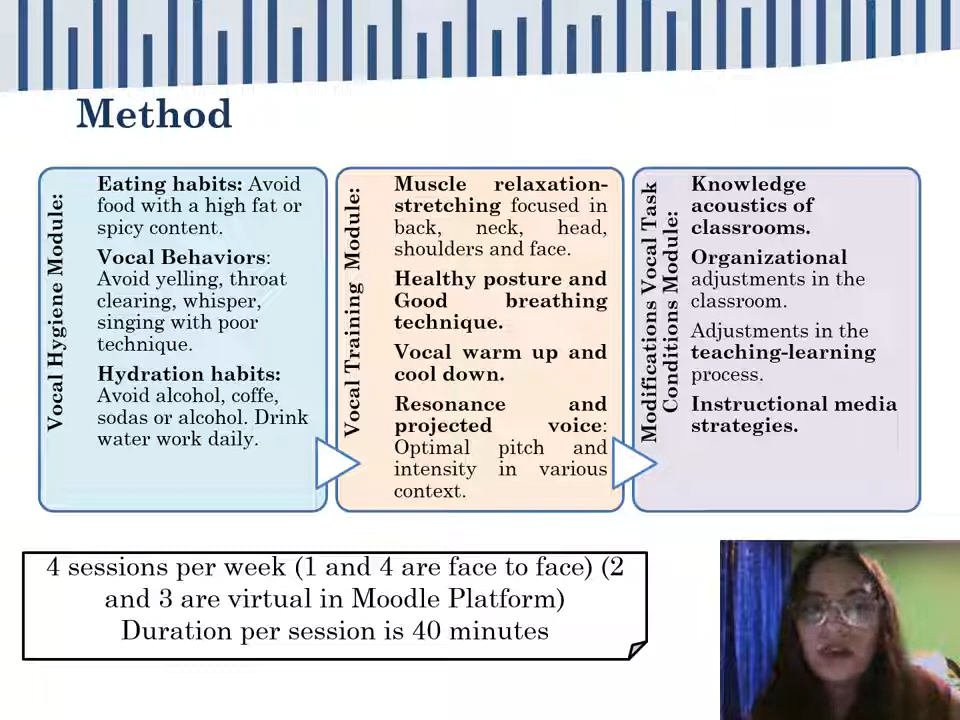 Method
Vocal Hygiene Module:
Eating habits: Avoid
food with a high fat or
spicy content.
Vocal Behaviors:
Avoid yelling, throat
clearing, whisper,
singing with poor
technique.
Hydration habits:
Avoid alcohol, coffe,
sodas or alcohol. Drink
water work daily.
Vocal Training Module:
Muscle relaxation-
stretching focused in
back, neck, head,
shoulders and face.
Healthy posture and
Good breathing
technique.
Vocal warm up and
cool down.
Resonance and
projected voice:
Optimal pitch and
intensity in various
context.
Modifications Vocal Task
Conditions Module:
Knowledge
acoustics of
classrooms.
Organizational
adjustments in the
classroom.
Adjustments in the
teaching-learning
process.
Instructional media
strategies.
4 sessions per week (1 and 4 are face to face) (2
and 3 are virtual in Moodle Platform)
Duration per session is 40 minutes